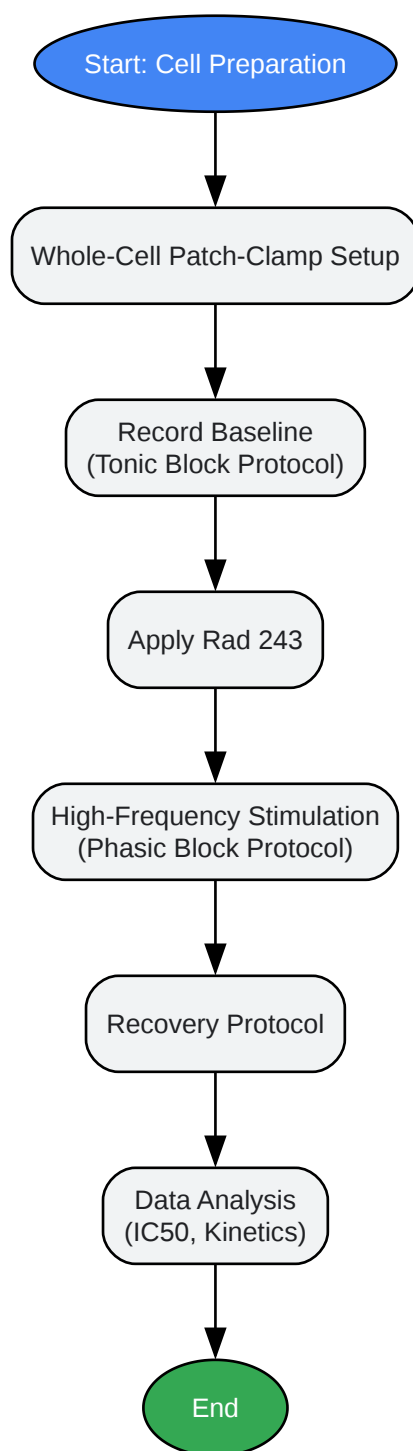 Start: Cell Preparation
Whole-Cell Patch-Clamp Setup
Record Baseline
(Tonic Block Protocol)
Apply Rad 243
High-Frequency Stimulation
(Phasic Block Protocol)
Recovery Protocol
Data Analysis
(IC50, Kinetics)
End